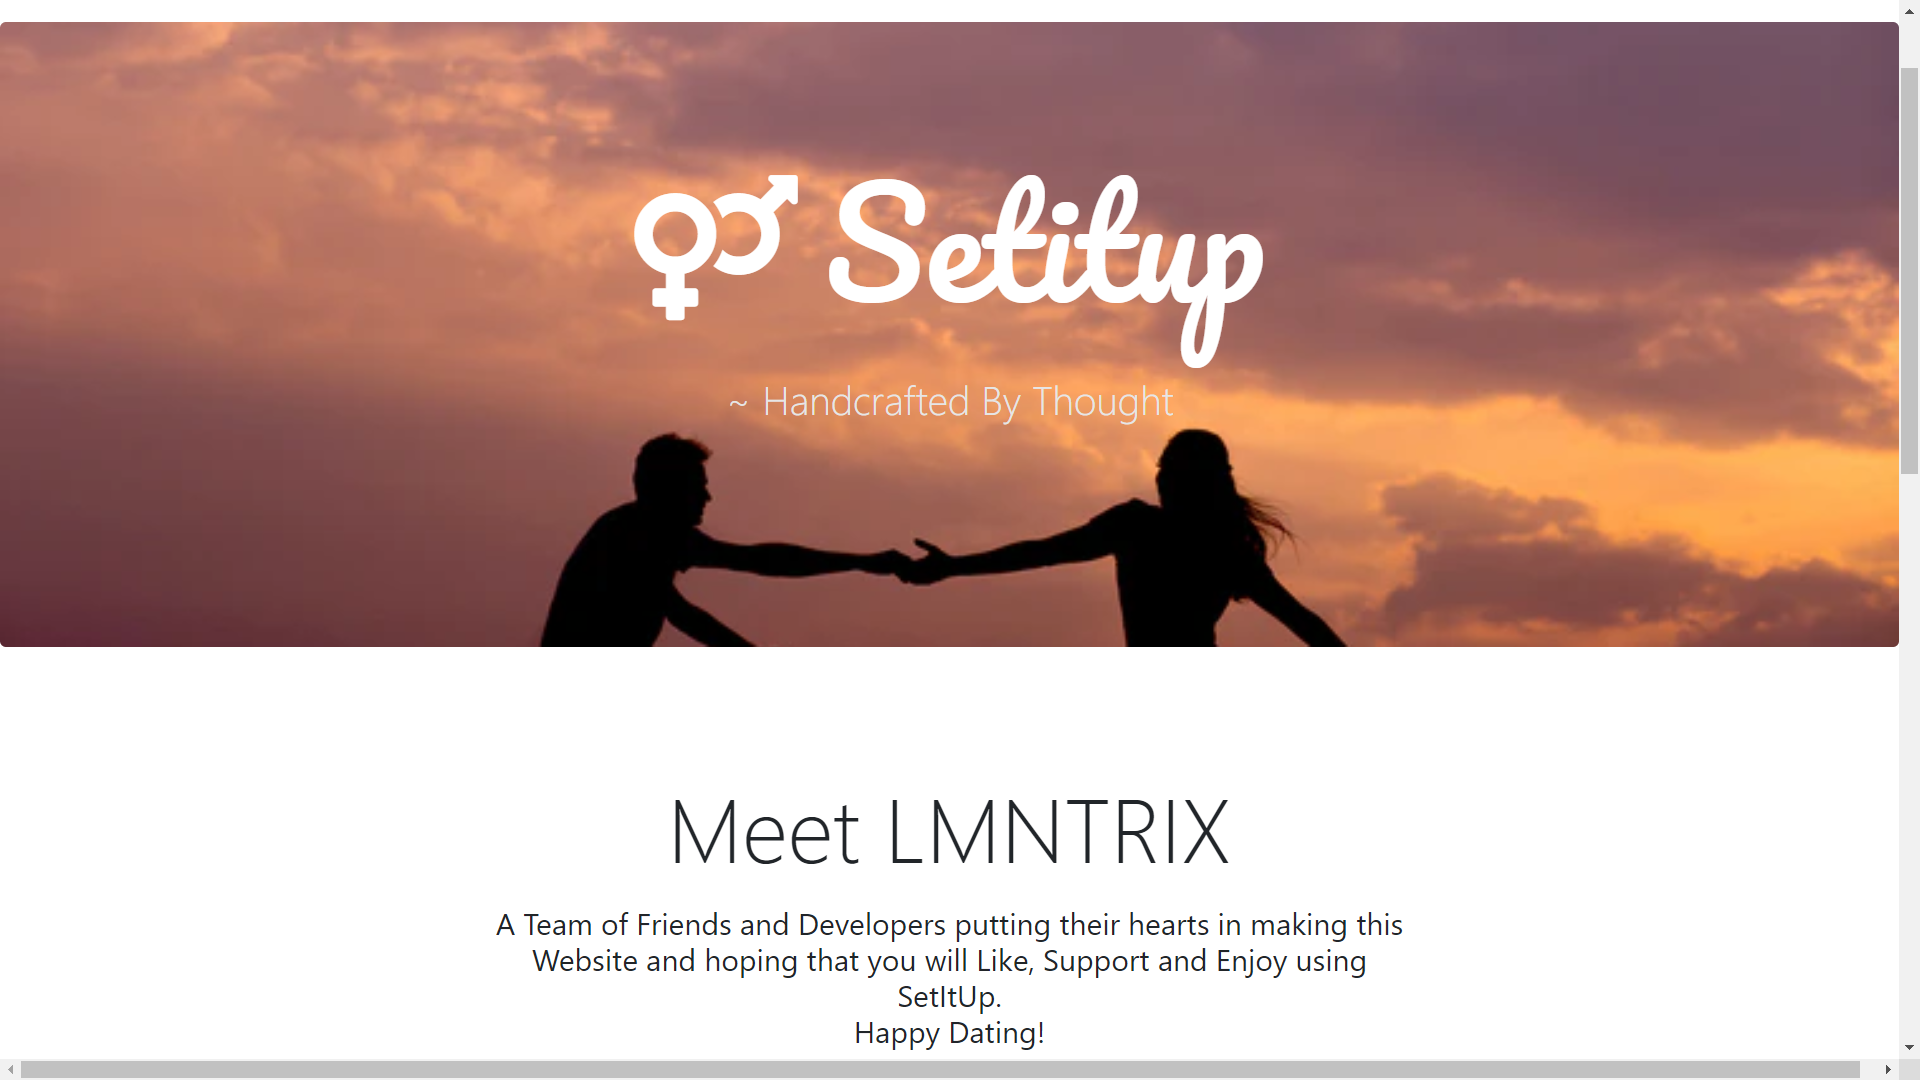 Setitup
~ Handcrafted By Thought
Meet LMNTRIX
A Team of Friends and Developers putting their hearts in making this
Website and hoping that you will Like, Support and Enjoy using
SetItUp.
Happy Dating!